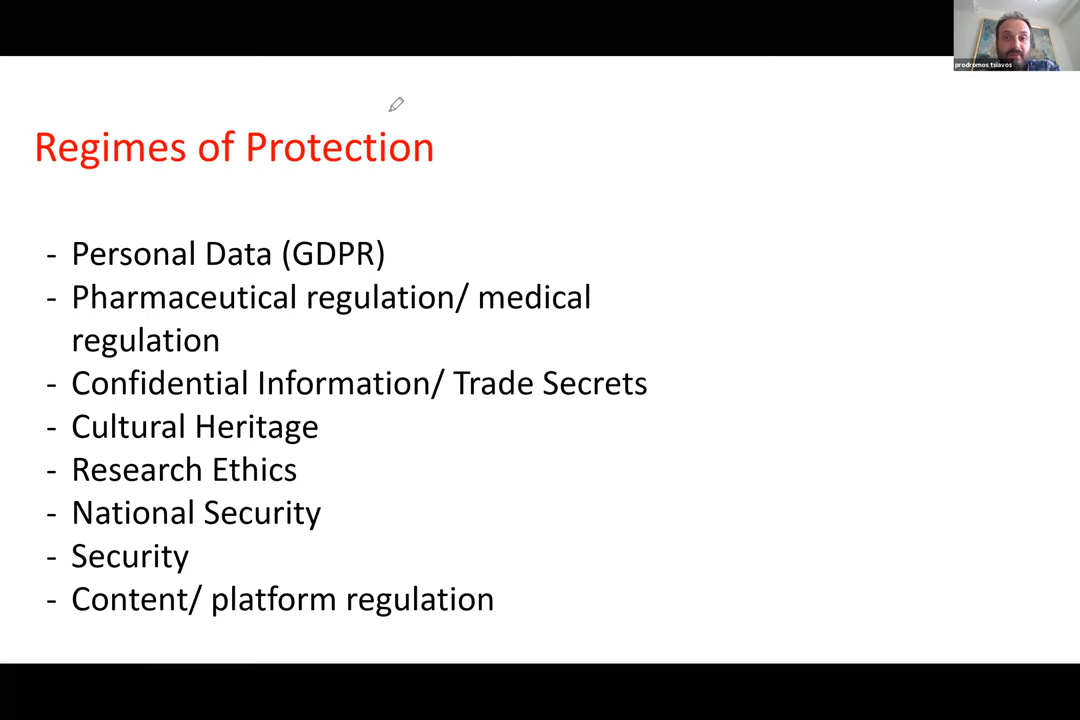 prodromos tsiavos
Regimes of Protection
- Personal Data (GDPR)
- Pharmaceutical regulation/ medical
regulation
- Confidential Information/ Trade Secrets
- Cultural Heritage
- Research Ethics
- National Security
- Security
- Content/ platform regulation